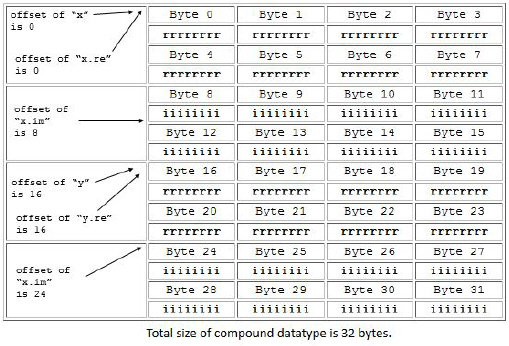 offset of “x”
is 0
offset of “x.re”
is 0
Byte 0 Byte 1 Byte 2 Byte 3
rrrrrrrr rrrrrrrr rrrrrrrr rrrrrrrr
Byte 4 Byte 5 Byte 6 Byte 7
rrrrrrrr rrrrrrrr rrrrrrrr rrrrrrrr
offset of
“x.im”
is 8
Byte 8 Byte 9 Byte 10 Byte 11
iiiiiiii iiiiiiii iiiiiiii iiiiiiii
Byte 12 Byte 13 Byte 14 Byte 15
iiiiiiii iiiiiiii iiiiiiii iiiiiiii
offset of “y”
is 16
offset of “y.re”
is 16
Byte 16 Byte 17 Byte 18 Byte 19
rrrrrrrr rrrrrrrr rrrrrrrr rrrrrrrr
Byte 20 Byte 21 Byte 22 Byte 23
rrrrrrrr rrrrrrrr rrrrrrrr rrrrrrrr
offset of
“x.im”
is 24
Byte 24 Byte 25 Byte 26 Byte 27
iiiiiiii iiiiiiii iiiiiiii iiiiiiii
Byte 28 Byte 29 Byte 30 Byte 31
iiiiiiii iiiiiiii iiiiiiii iiiiiiii
Total size of compound datatype is 32 bytes.